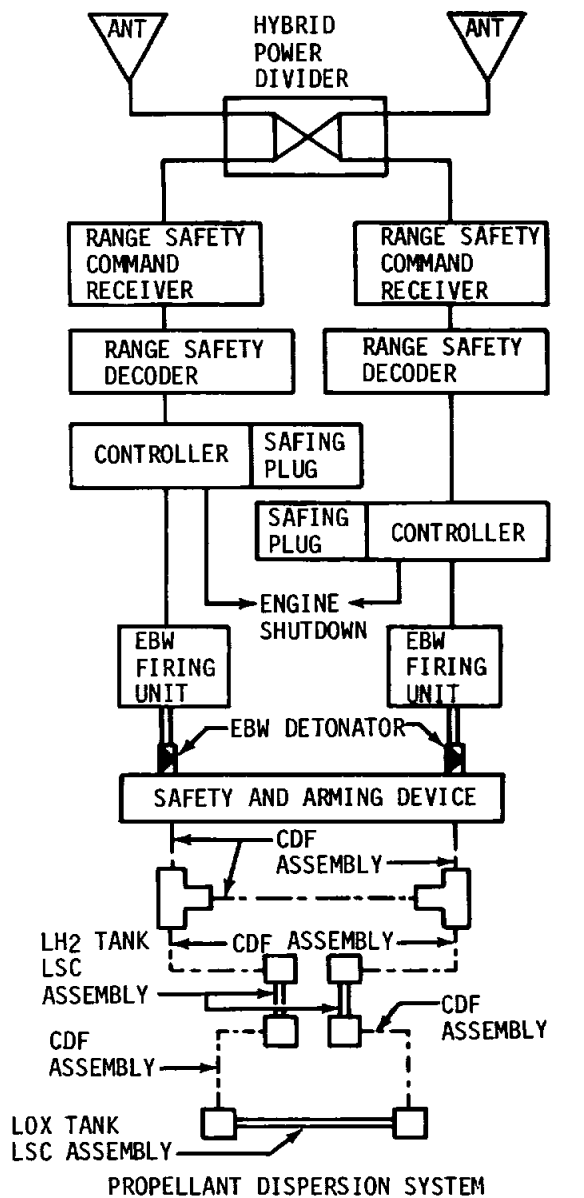 ANT
HYBRID
POWER
DIVIDER
ANT
RANGE SAFETY
COMMAND
RECEIVER
RANGE SAFETY
COMMAND
RECEIVER
RANGE SAFETY
DECODER
RANGE SAFETY
DECODER
CONTROLLER
SAFING
PLUG
SAFING
PLUG
CONTROLLER
ENGINE
SHUTDOWN
EBW
FIRING
UNIT
EBW
FIRING
UNIT
EBW DETONATOR
SAFETY AND ARMING DEVICE
CDF
ASSEMBLY
LH2 TANK
LSC
ASSEMBLY
CDF ASSEMBLY
CDF
ASSEMBLY
CDF
ASSEMBLY
LOX TANK
LSC ASSEMBLY
PROPELLANT DISPERSION SYSTEM